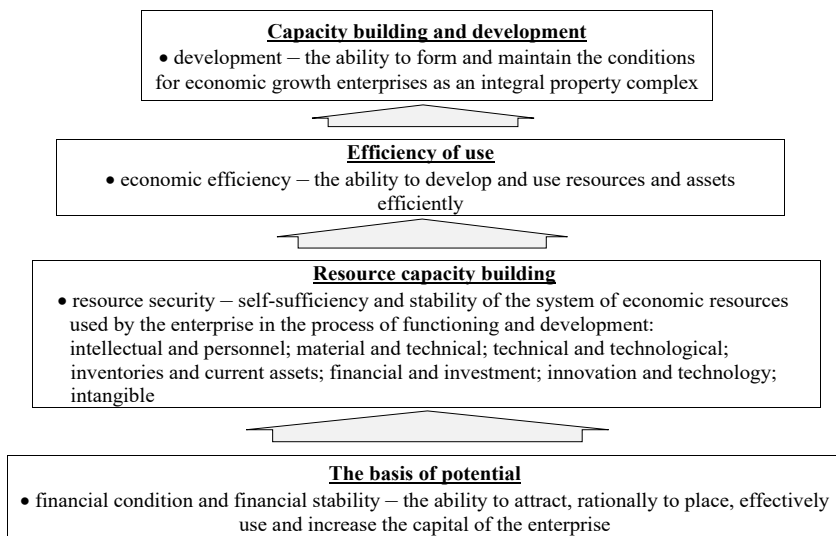 Capacity building and development
• development – the ability to form and maintain the conditions
for economic growth enterprises as an integral property complex
Efficiency of use
• economic efficiency – the ability to develop and use resources and assets
efficiently
Resource capacity building
• resource security – self-sufficiency and stability of the system of economic resources
used by the enterprise in the process of functioning and development:
intellectual and personnel; material and technical; technical and technological;
inventories and current assets; financial and investment; innovation and technology;
intangible
The basis of potential
• financial condition and financial stability – the ability to attract, rationally to place, effectively
use and increase the capital of the enterprise